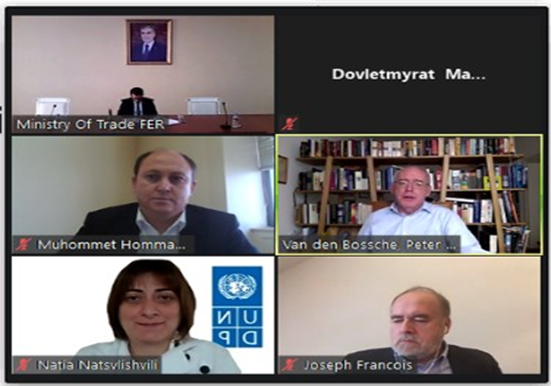 Ministry Of Trade FER
Dovletmyrat Ma...
Muhommet Homma...
Van den Bossche, Peter ...
UN
DP
Natia Natsvlishvili
Joseph Francois